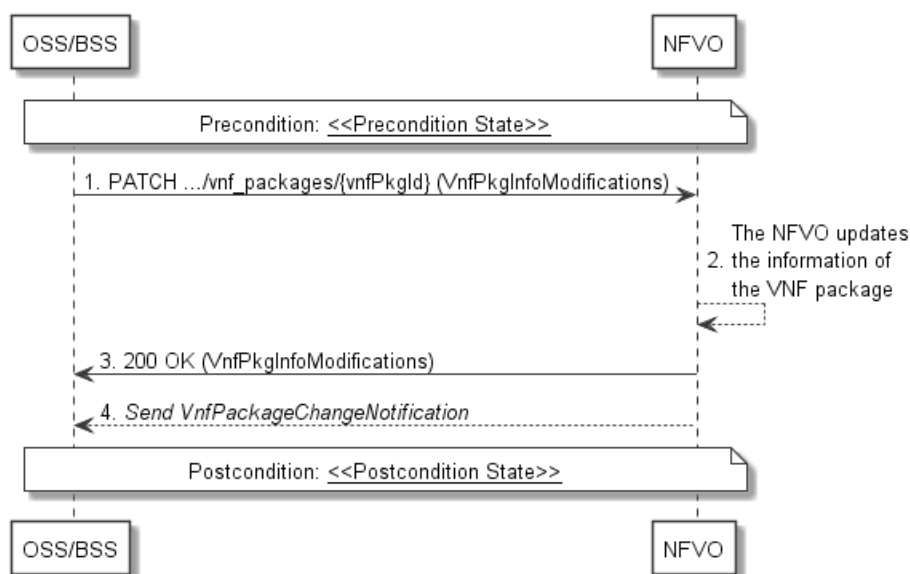 OSS/BSS
NFVO
Precondition: <<Precondition State>>
1. PATCH .../vnf_packages/{vnfPkgId} (VnfPkgInfoModifications)
The NFVO updates
2. the information of
the VNF package
3. 200 OK (VnfPkgInfoModifications)
4. Send VnfPackageChangeNotification
Postcondition: <<Postcondition State>>
OSS/BSS
NFVO